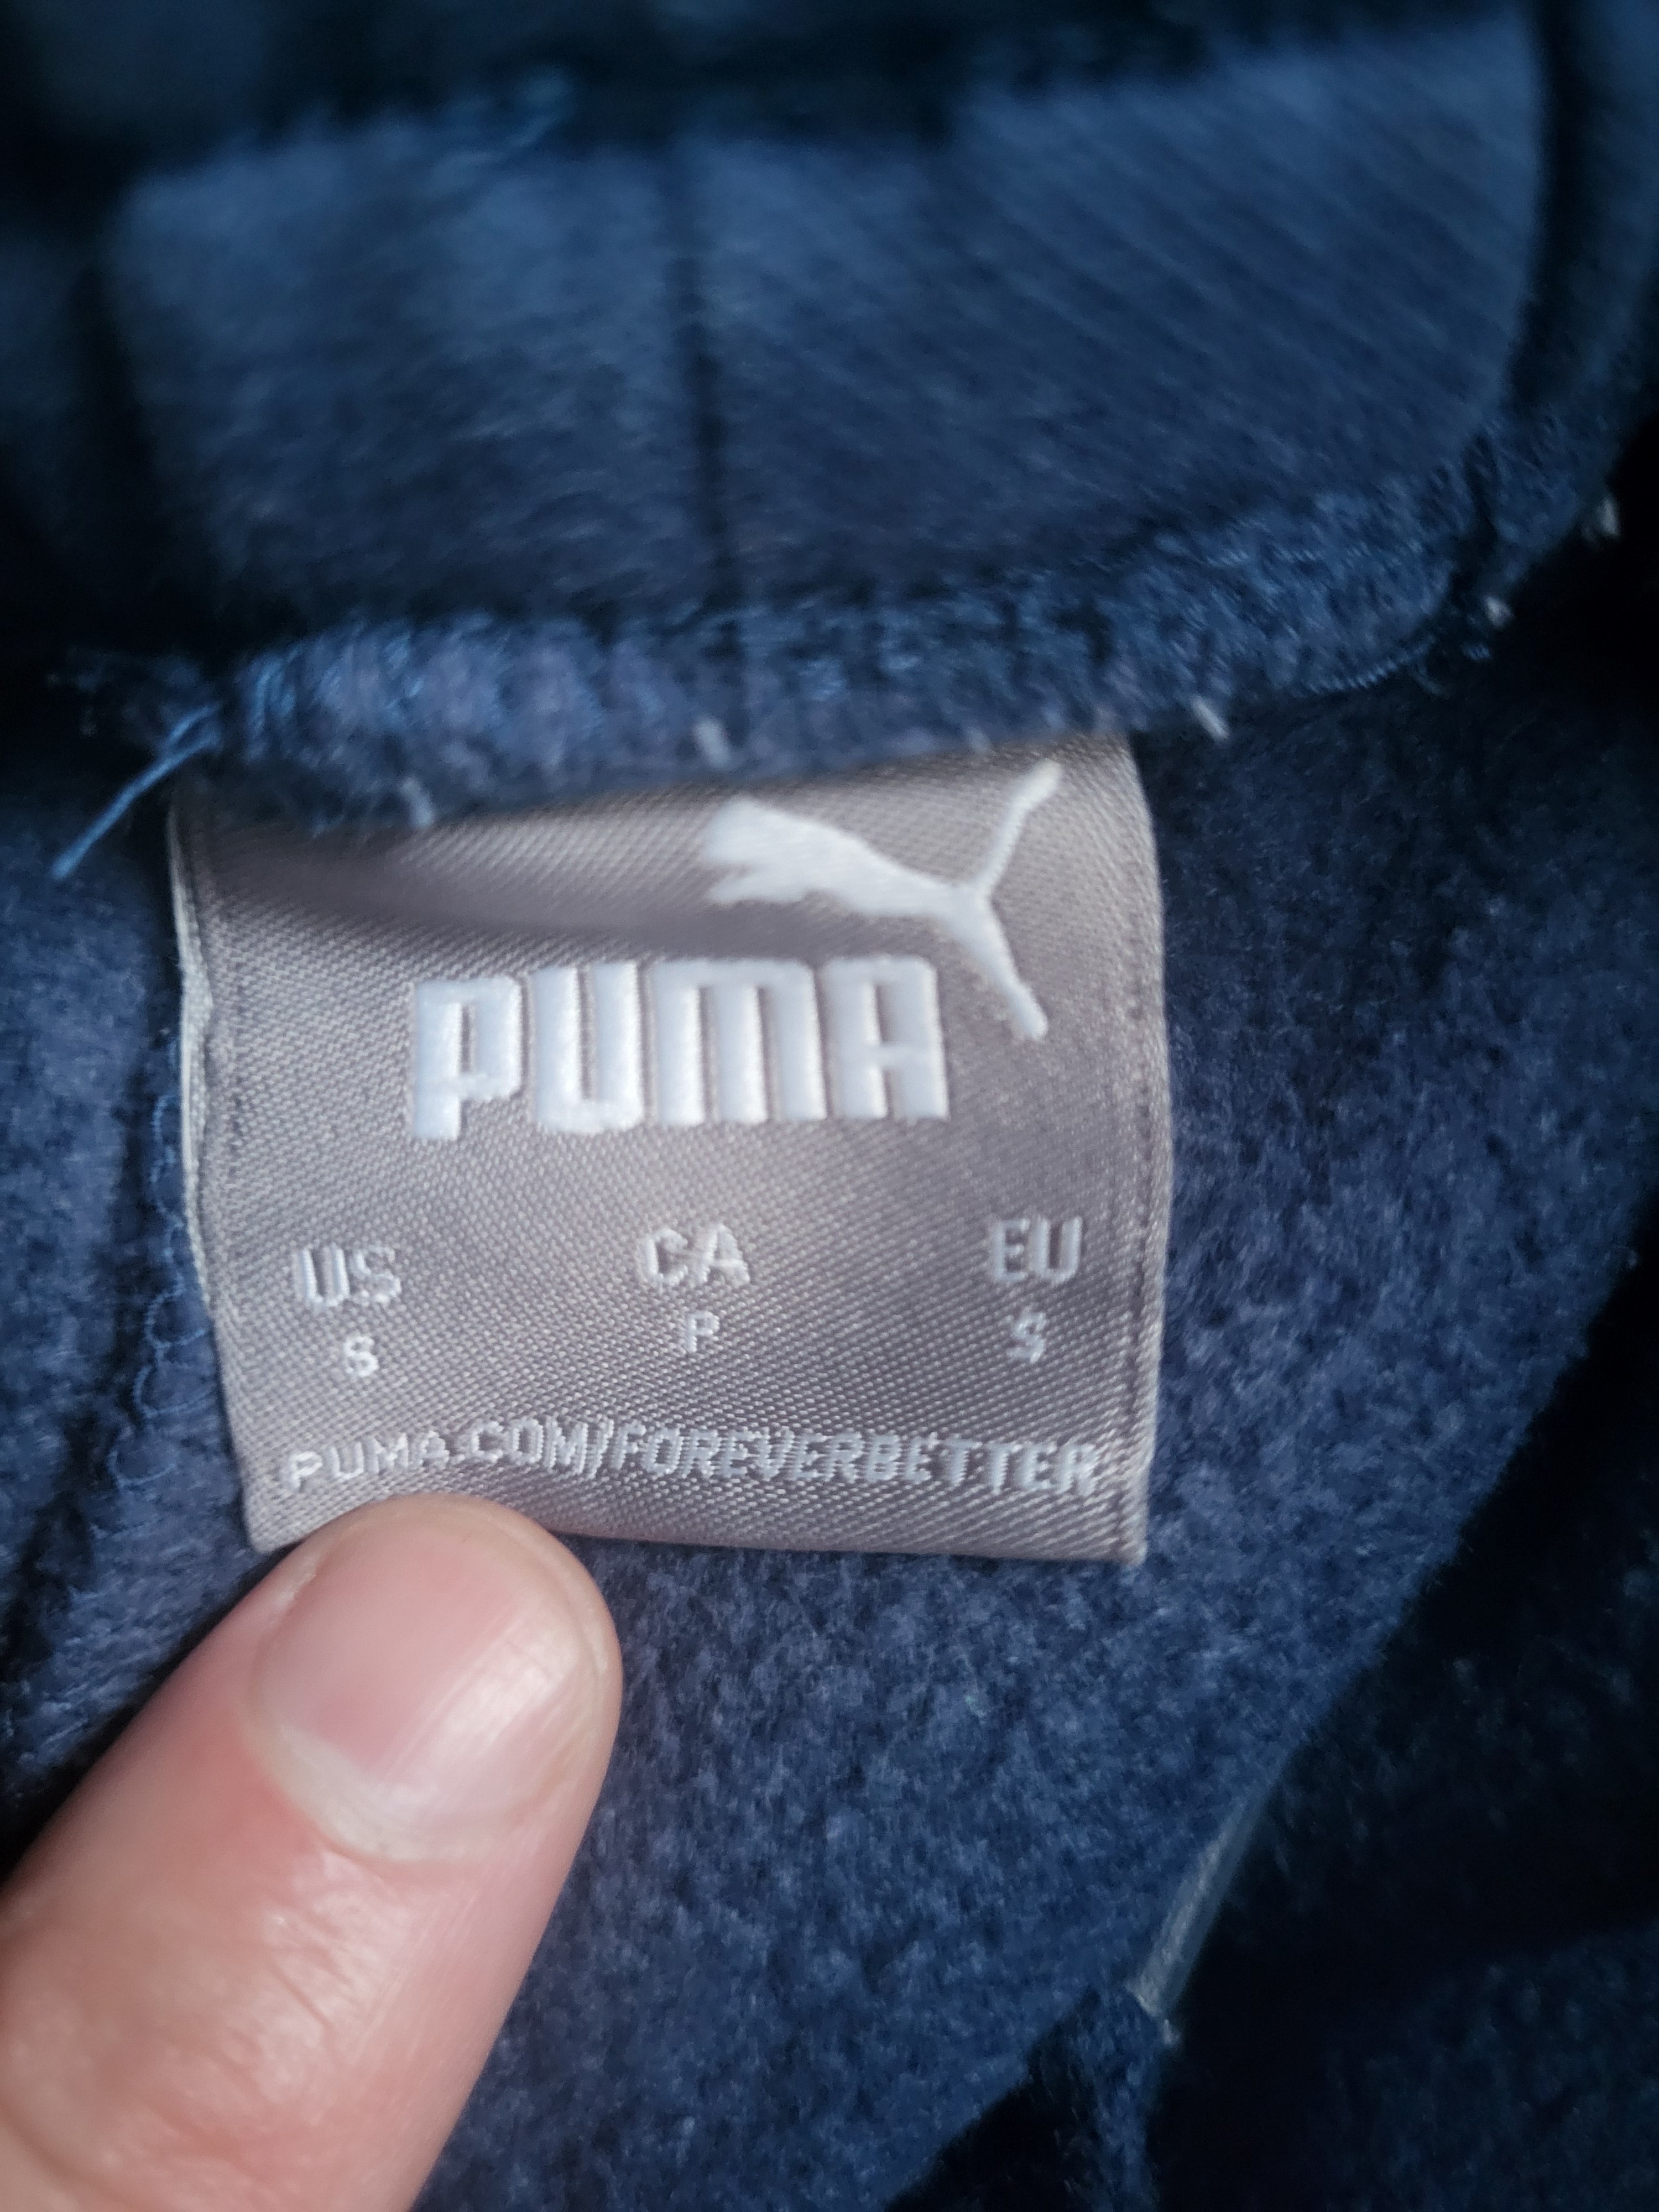 PUMA
US CA EU
S P S
PUMA.COM/FOREVERBETTER